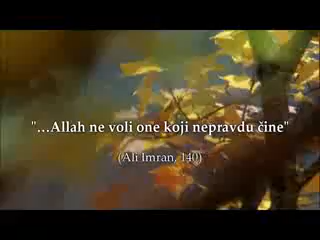 "...Allah ne voli one koji nepravdu čine"
(Ali Imran, 140)